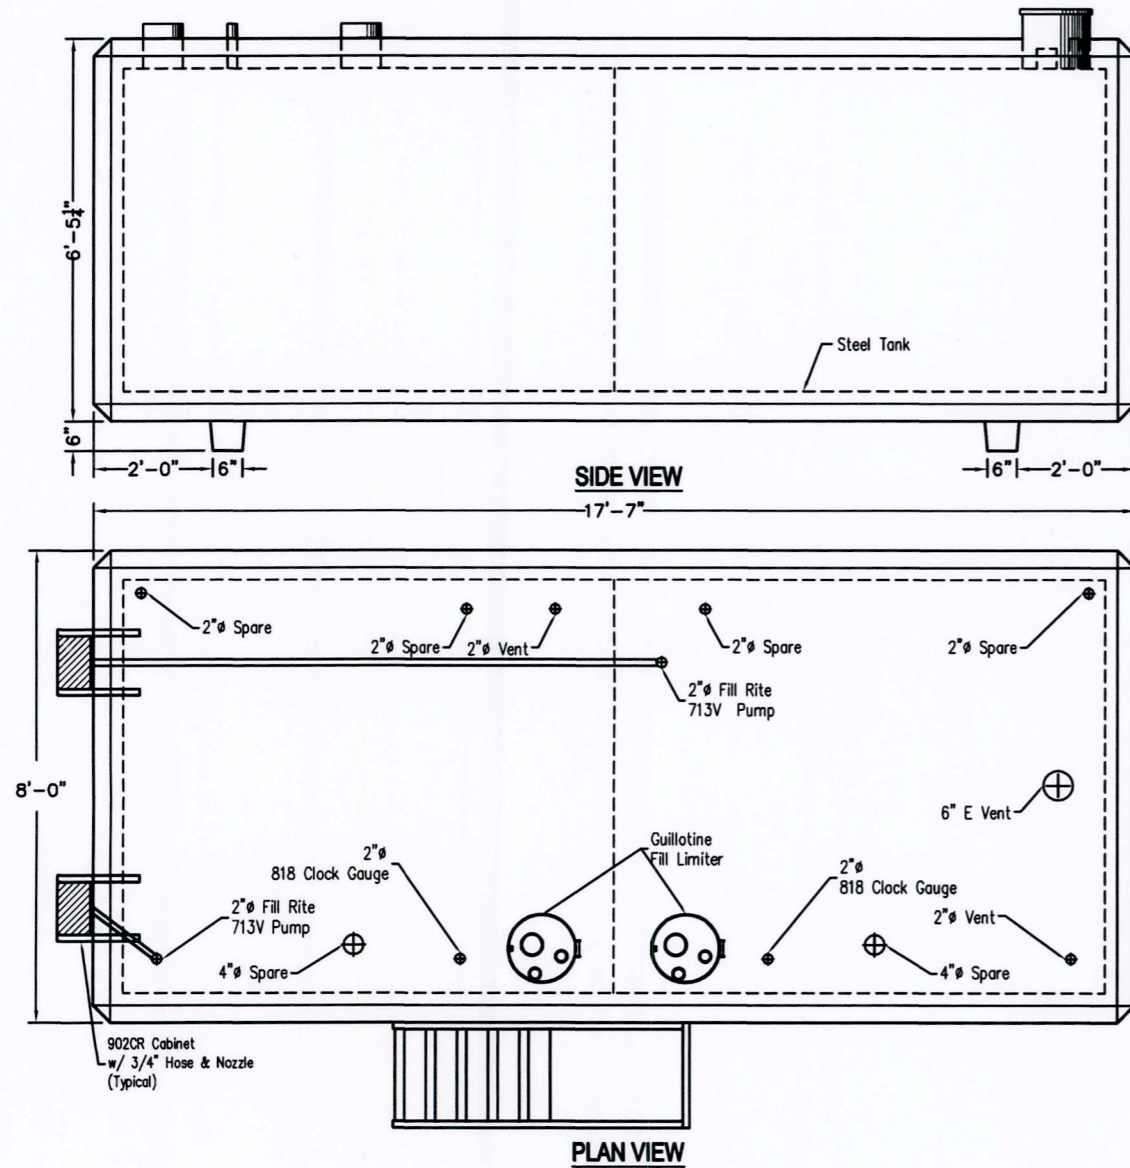 6'-5½"
Steel Tank
6"
2'-0"
6"
6"
2'-0"
SIDE VIEW
17'-7"
2"ø Spare
2"ø Spare
2"ø Vent
2"ø Spare
2"ø Spare
2"ø Fill Rite
713V Pump
8'-0"
6" E Vent
Guillotine
Fill Limiter
2"ø
818 Clock Gauge
2"ø
818 Clock Gauge
2"ø Fill Rite
713V Pump
2"ø Vent
4"ø Spare
4"ø Spare
902CR Cabinet
w/ 3/4" Hose & Nozzle
(Typical)
PLAN VIEW